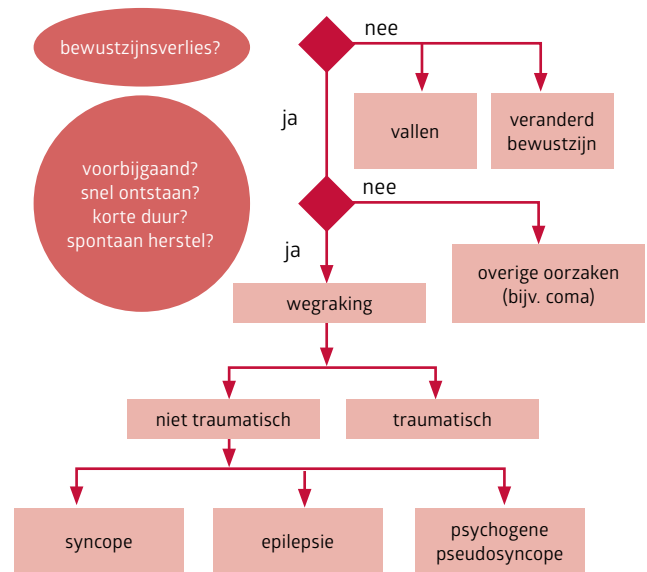 bewustzijnsverlies?
nee
ja
vallen
veranderd
bewustzijn
voorbijgaand?
snel ontstaan?
korte duur?
spontaan herstel?
nee
ja
overige oorzaken
(bijv. coma)
wegraking
niet traumatisch
traumatisch
syncope
epilepsie
psychogene
pseudosyncope